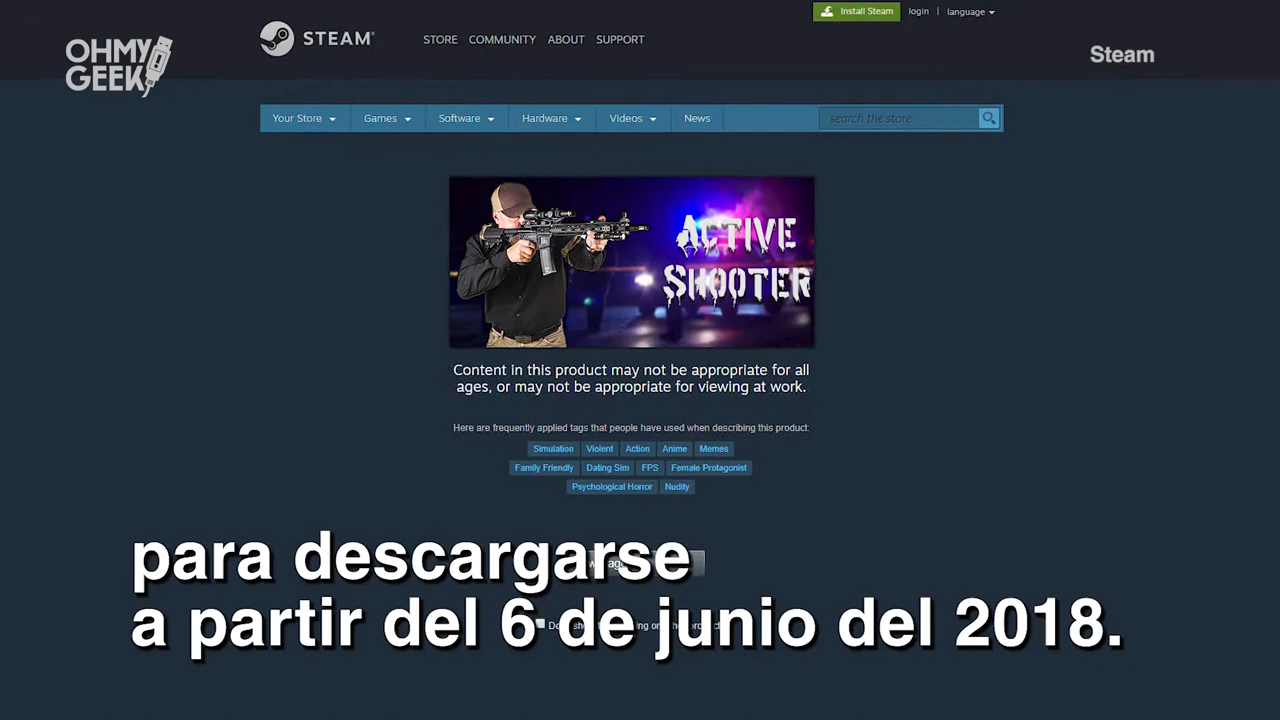 OHMY
GEEK
STEAM
STORE COMMUNITY ABOUT SUPPORT
Install Steam login | language
Steam
Your Store Games Software Hardware Videos News search the store
ACTIVE
SHOOTER
Content in this product may not be appropriate for all
ages, or may not be appropriate for viewing at work.
Here are frequently applied tags that people have used when describing this product:
Simulation Violent Action Anime Memes
Family Friendly Dating Sim FPS Female Protagonist
Psychological Horror Nudity
para descargarse
a partir del 6 de junio del 2018.